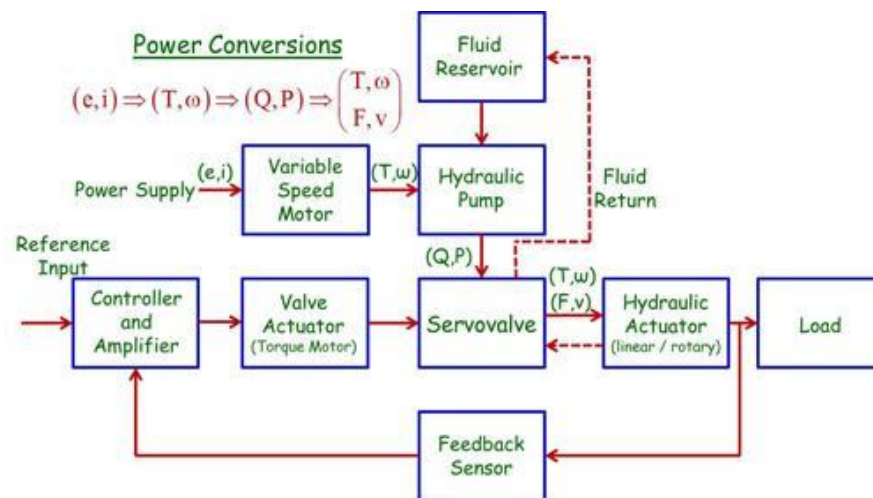 Power Conversions
(e,i)⇒(T,ω)⇒(Q,P)⇒(T,ω
F,v)
Fluid
Reservoir
Power Supply
(e,i)
Variable
Speed
Motor
(T,ω)
Hydraulic
Pump
Fluid
Return
(Q,P)
Reference
Input
Controller
and
Amplifier
Valve
Actuator
(Torque Motor)
Servovalve
(T,ω)
(F,v)
Hydraulic
Actuator
(linear / rotary)
Load
Feedback
Sensor